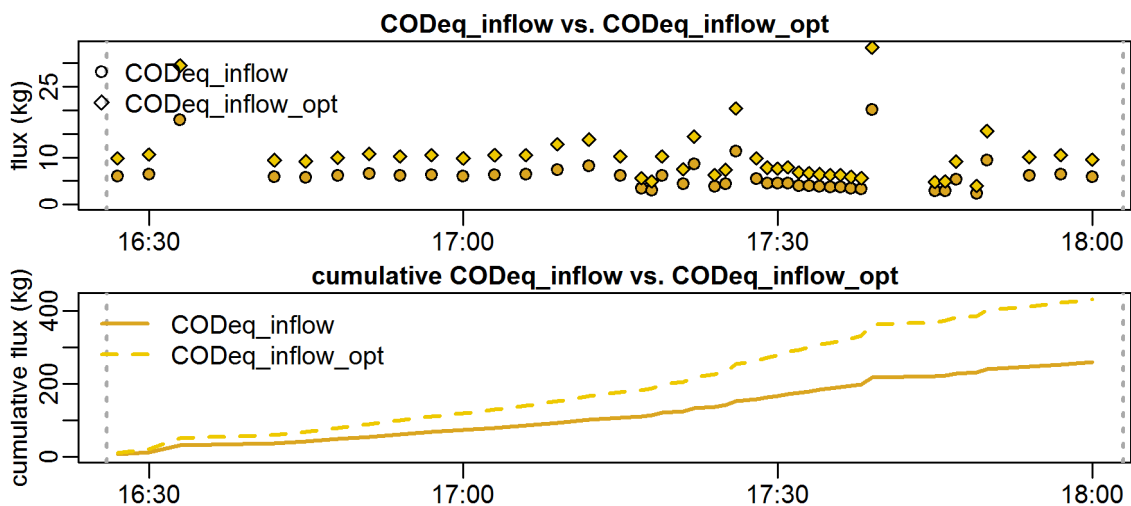 CODeq_inflow vs. CODeq_inflow_opt
flux (kg)
25
10
0
CODeq_inflow
CODeq_inflow_opt
16:30 17:00 17:30 18:00
cumulative CODeq_inflow vs. CODeq_inflow_opt
cumulative flux (kg)
400
200
0
CODeq_inflow
CODeq_inflow_opt
16:30 17:00 17:30 18:00